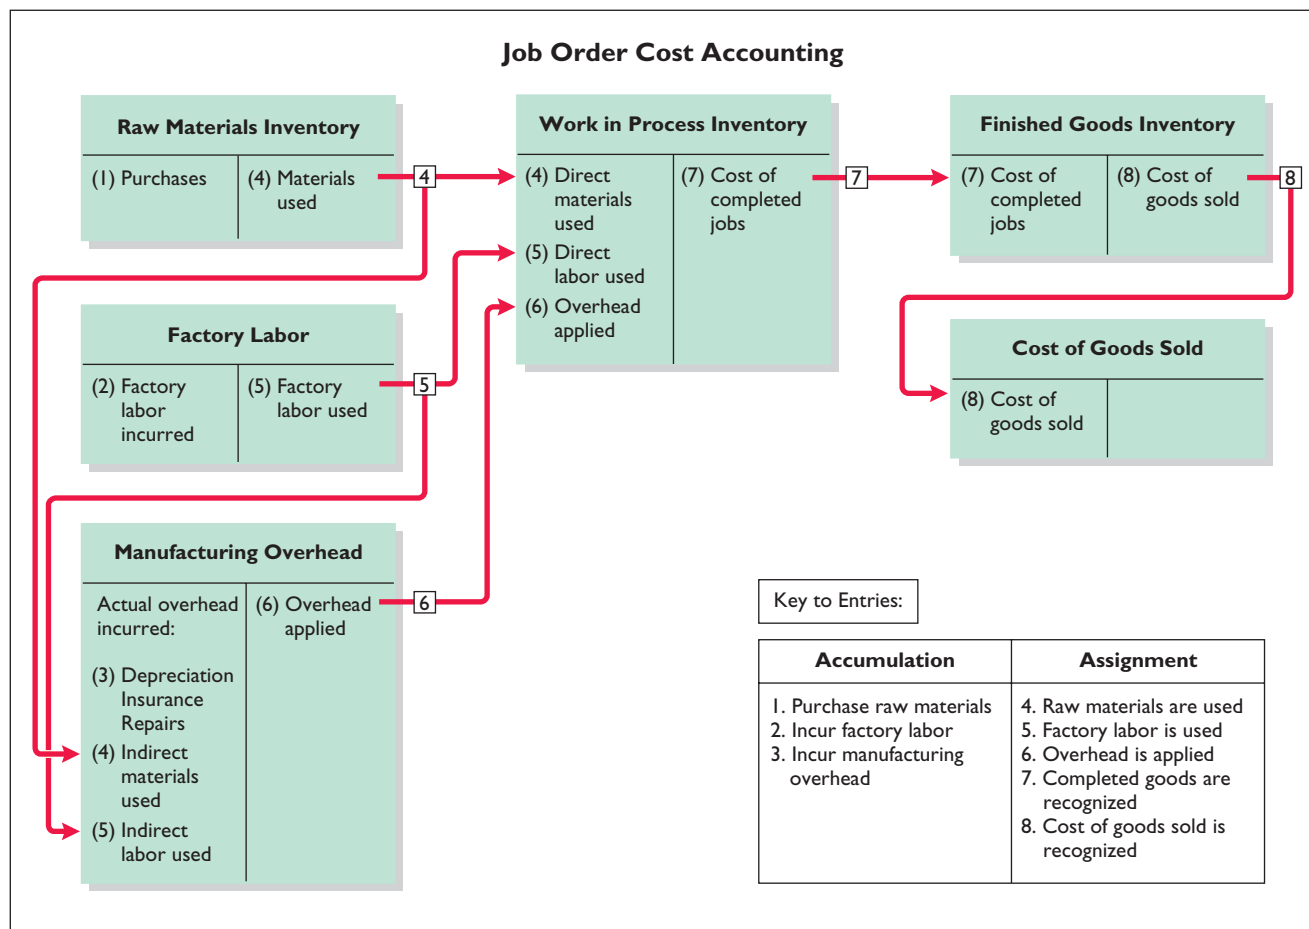 Job Order Cost Accounting
Raw Materials Inventory
(1) Purchases
(4) Materials
used
4
Factory Labor
(2) Factory
labor
incurred
(5) Factory
labor used
5
Manufacturing Overhead
Actual overhead
incurred:
(3) Depreciation
Insurance
Repairs
(4) Indirect
materials
used
(5) Indirect
labor used
(6) Overhead
applied
6
Work in Process Inventory
(4) Direct
materials
used
(5) Direct
labor used
(6) Overhead
applied
(7) Cost of
completed
jobs
7
Finished Goods Inventory
(7) Cost of
completed
jobs
(8) Cost of
goods sold
8
Cost of Goods Sold
(8) Cost of
goods sold
Key to Entries:
Accumulation
1. Purchase raw materials
2. Incur factory labor
3. Incur manufacturing
overhead
Assignment
4. Raw materials are used
5. Factory labor is used
6. Overhead is applied
7. Completed goods are
recognized
8. Cost of goods sold is
recognized